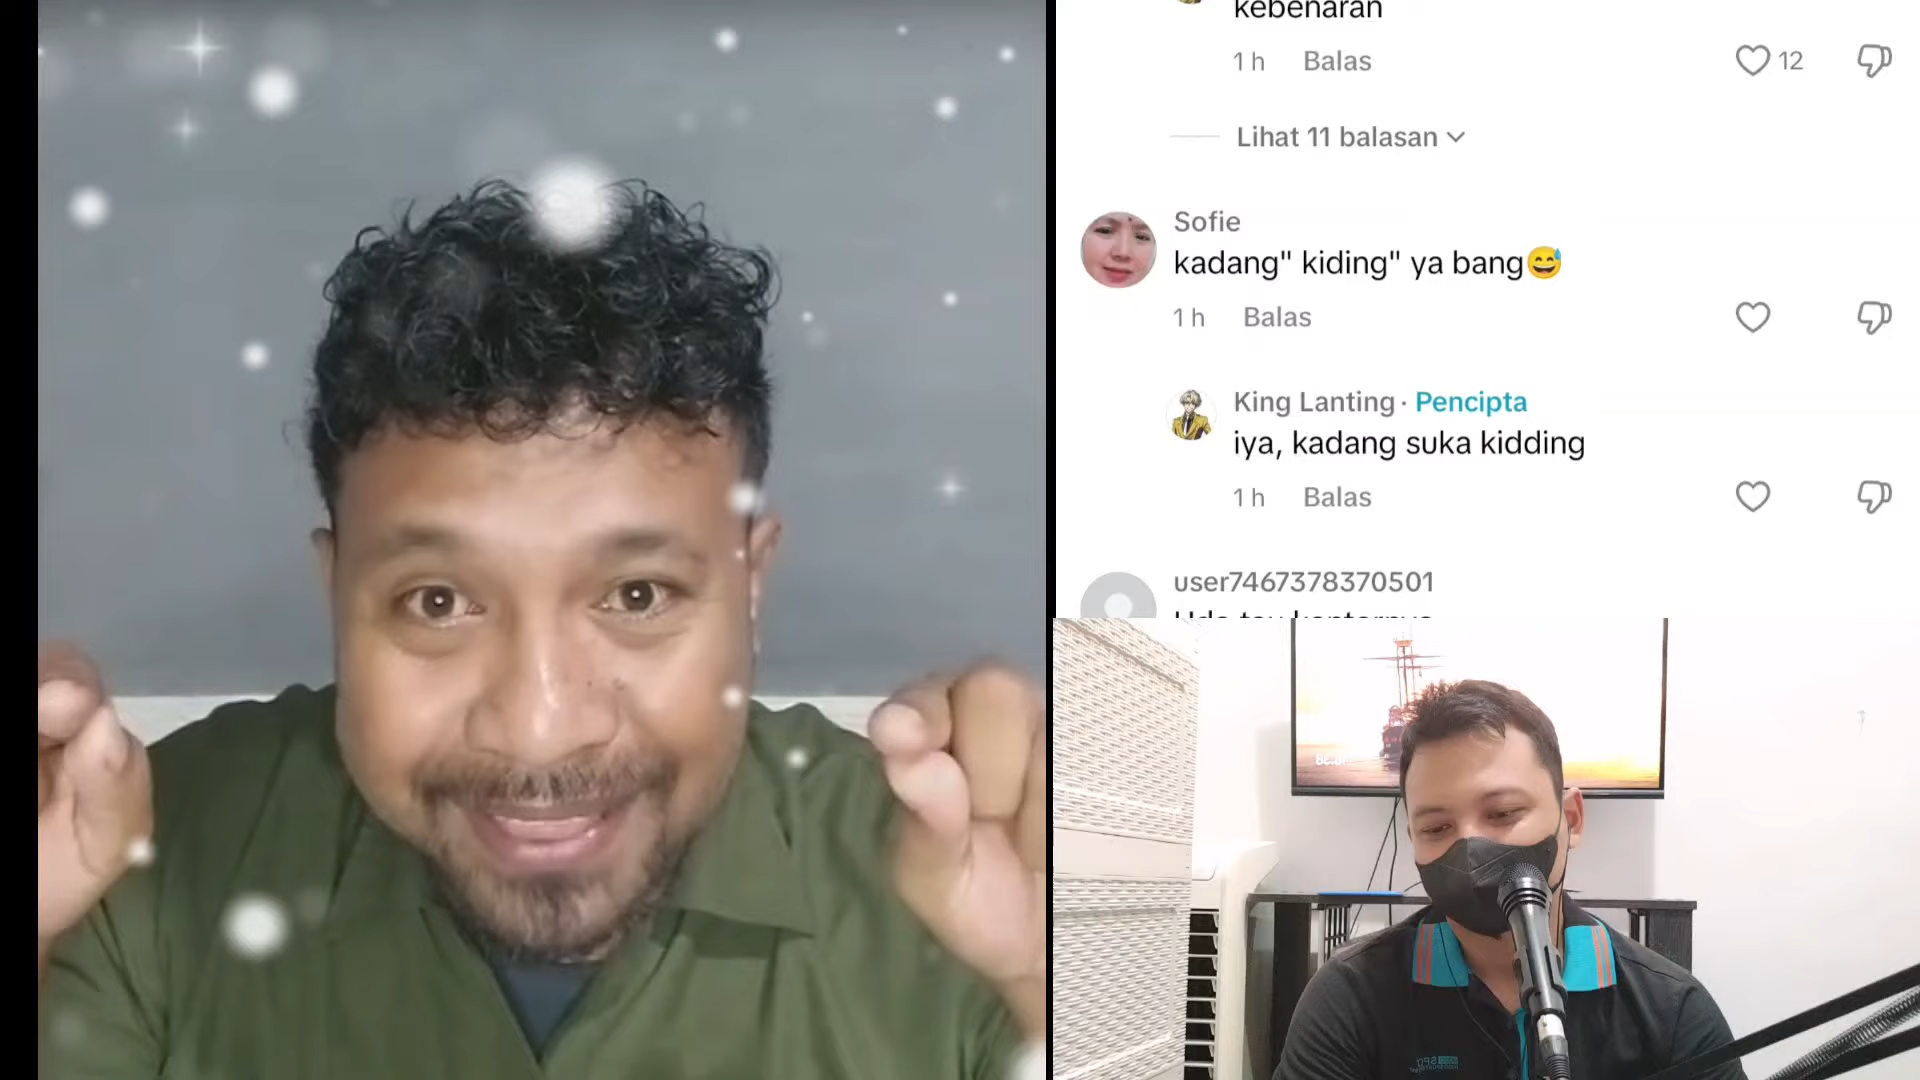 kebenaran
1 h Balas
12
Lihat 11 balasan
Sofie
kadang" kiding" ya bang😅
1 h Balas
King Lanting · Pencipta
iya, kadang suka kidding
1 h Balas
user7467378370501